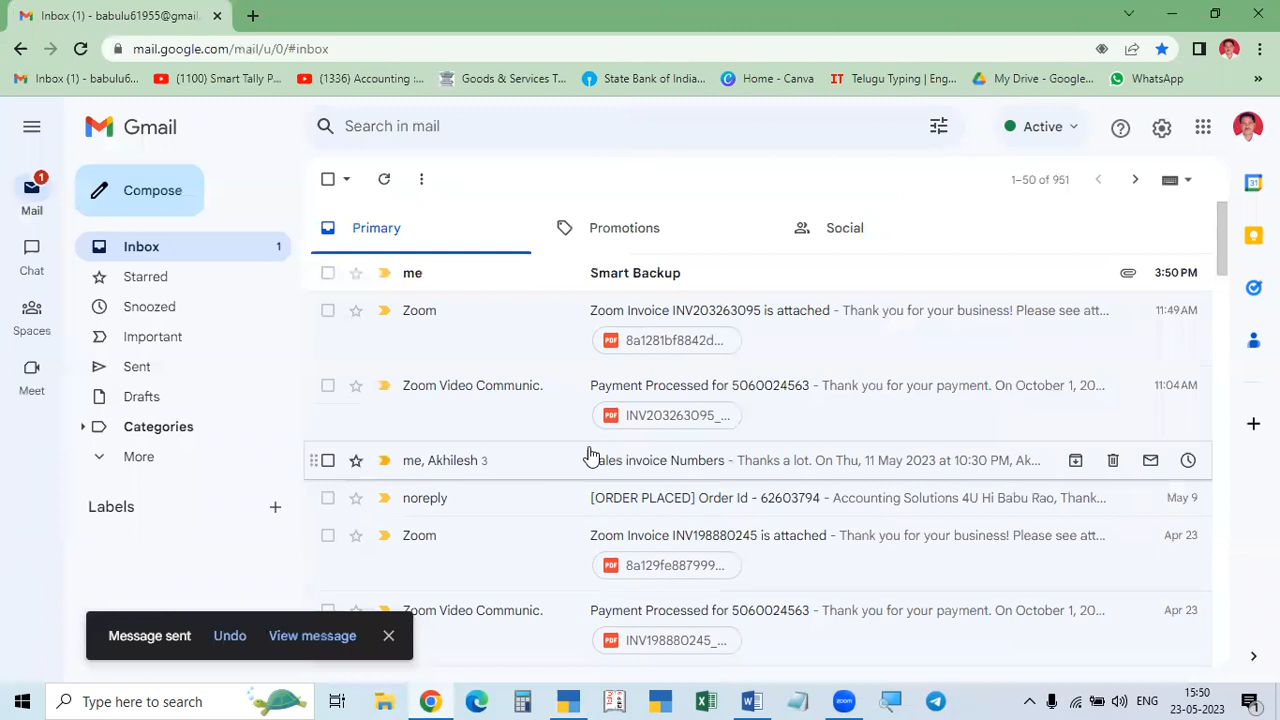 Inbox (1) - babulu61955@gmail.
mail.google.com/mail/u/0/#inbox
Inbox (1) - babulu6... (1100) Smart Tally P... (1336) Accounting :... Goods & Services T... State Bank of India... Home - Canva IT Telugu Typing | Eng... My Drive - Google... WhatsApp »
Gmail Search in mail Active
1
Mail
Chat
Spaces
Meet
Compose
Inbox 1
Starred
Snoozed
Important
Sent
Drafts
Categories
More
Labels
1–50 of 951
Primary Promotions Social
me Smart Backup 3:50 PM
Zoom Zoom Invoice INV203263095 is attached - Thank you for your business! Please see att... 11:49 AM
PDF 8a1281bf8842d...
Zoom Video Communic. Payment Processed for 5060024563 - Thank you for your payment. On October 1, 20... 11:04 AM
PDF INV203263095_...
me, Akhilesh 3 ales invoice Numbers - Thanks a lot. On Thu, 11 May 2023 at 10:30 PM, Ak...
noreply [ORDER PLACED] Order Id - 62603794 - Accounting Solutions 4U Hi Babu Rao, Thank... May 9
Zoom Zoom Invoice INV198880245 is attached - Thank you for your business! Please see att... Apr 23
PDF 8a129fe887999...
Zoom Video Communic. Payment Processed for 5060024563 - Thank you for your payment. On October 1, 20... Apr 23
PDF INV198880245_...
Message sent Undo View message
31
Type here to search
ENG
15:50
23-05-2023
1